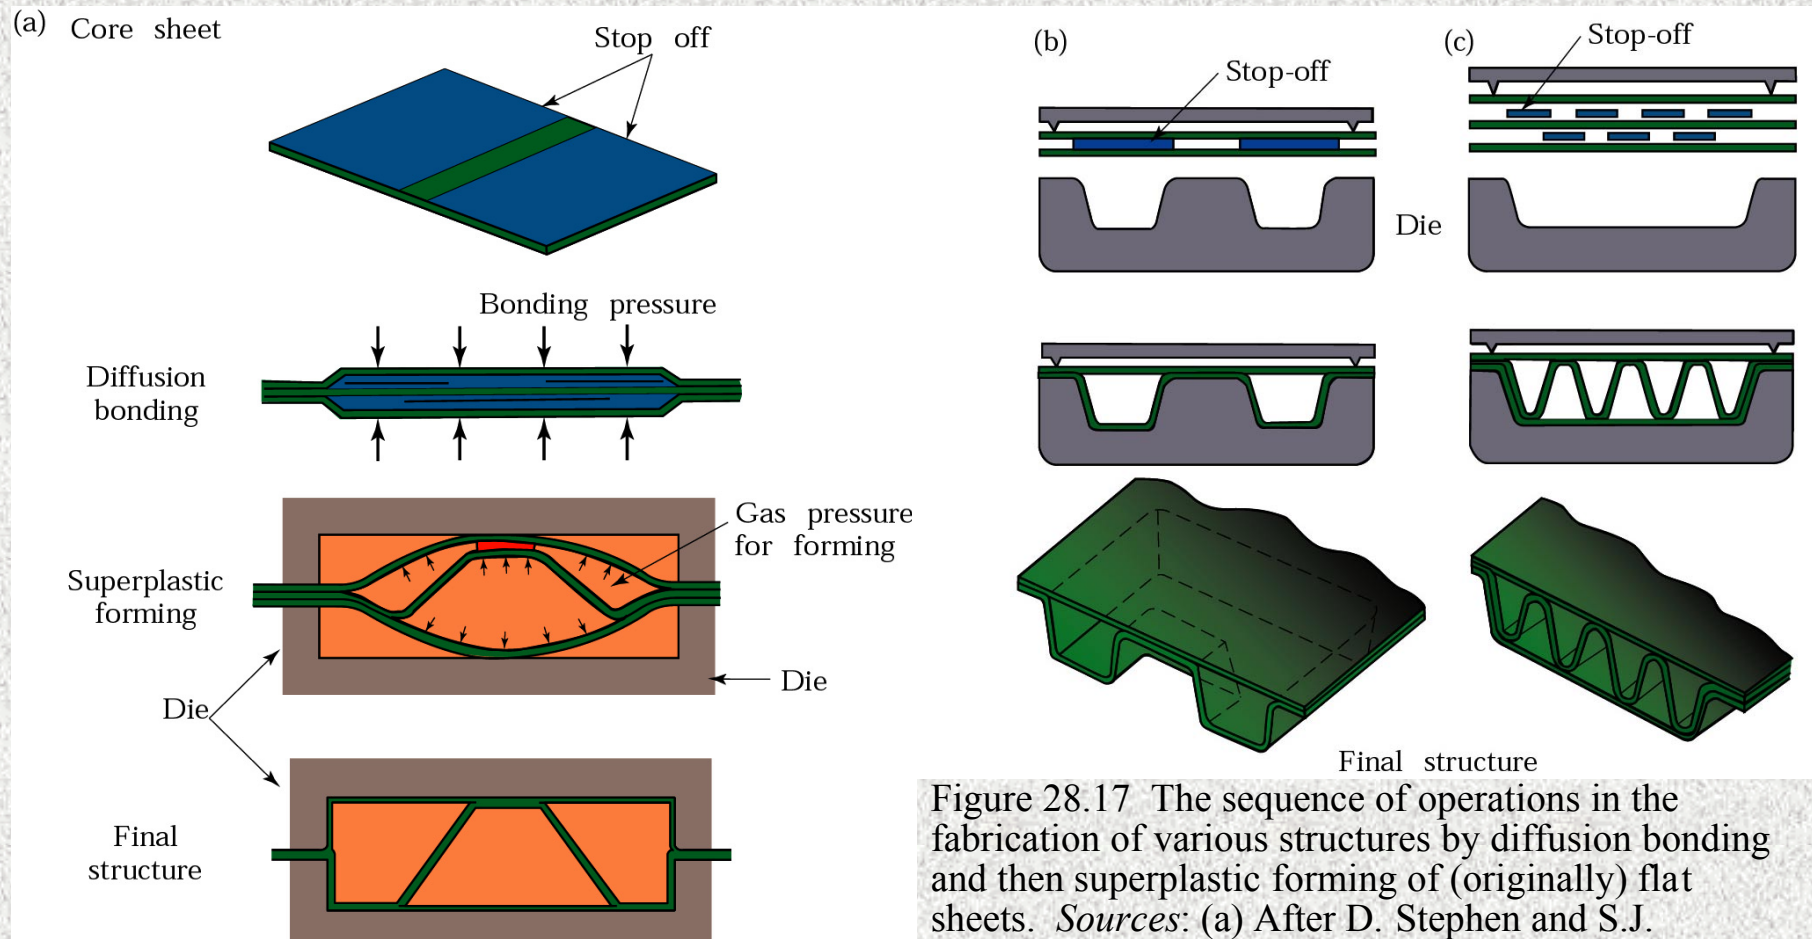 (a) Core sheet
Stop off
Bonding pressure
Diffusion
bonding
Gas pressure
for forming
Superplastic
forming
Die
Die
Final
structure
(b)
Stop-off
(c)
Stop-off
Die
Final structure
Figure 28.17 The sequence of operations in the
fabrication of various structures by diffusion bonding
and then superplastic forming of (originally) flat
sheets. Sources: (a) After D. Stephen and S.J.